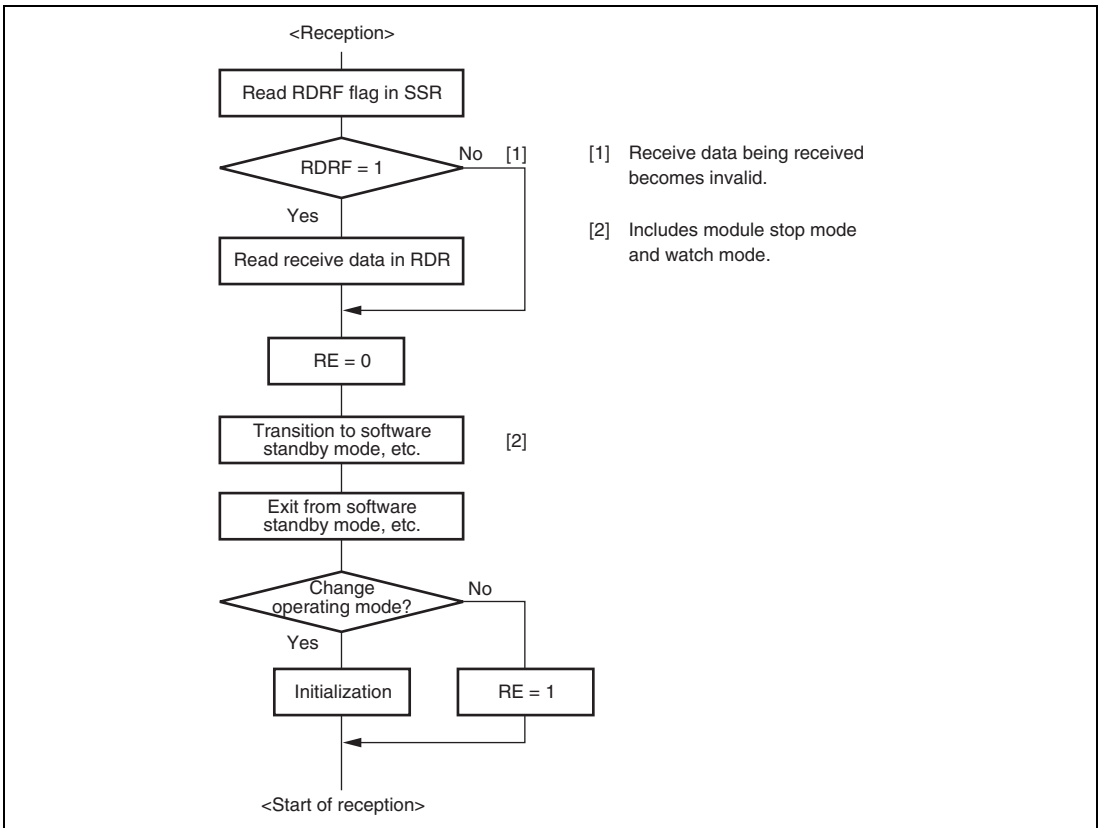 <Reception>
Read RDRF flag in SSR
RDRF = 1
No [1]
Yes
Read receive data in RDR
RE = 0
Transition to software
standby mode, etc.
[2]
Exit from software
standby mode, etc.
Change
operating mode?
No
Yes
Initialization
RE = 1
<Start of reception>
[1] Receive data being received
becomes invalid.
[2] Includes module stop mode
and watch mode.